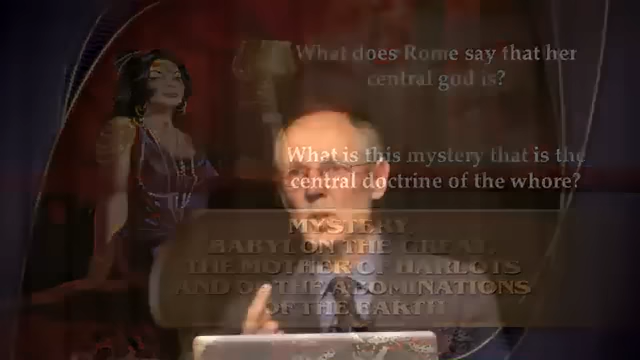 What does Rome say that her
central god is?
What is this mystery that is the
central doctrine of the whore?
MYSTERY,
BABYLON THE GREAT,
THE MOTHER OF HARLOTS
AND OF THE ABOMINATIONS
OF THE EARTH